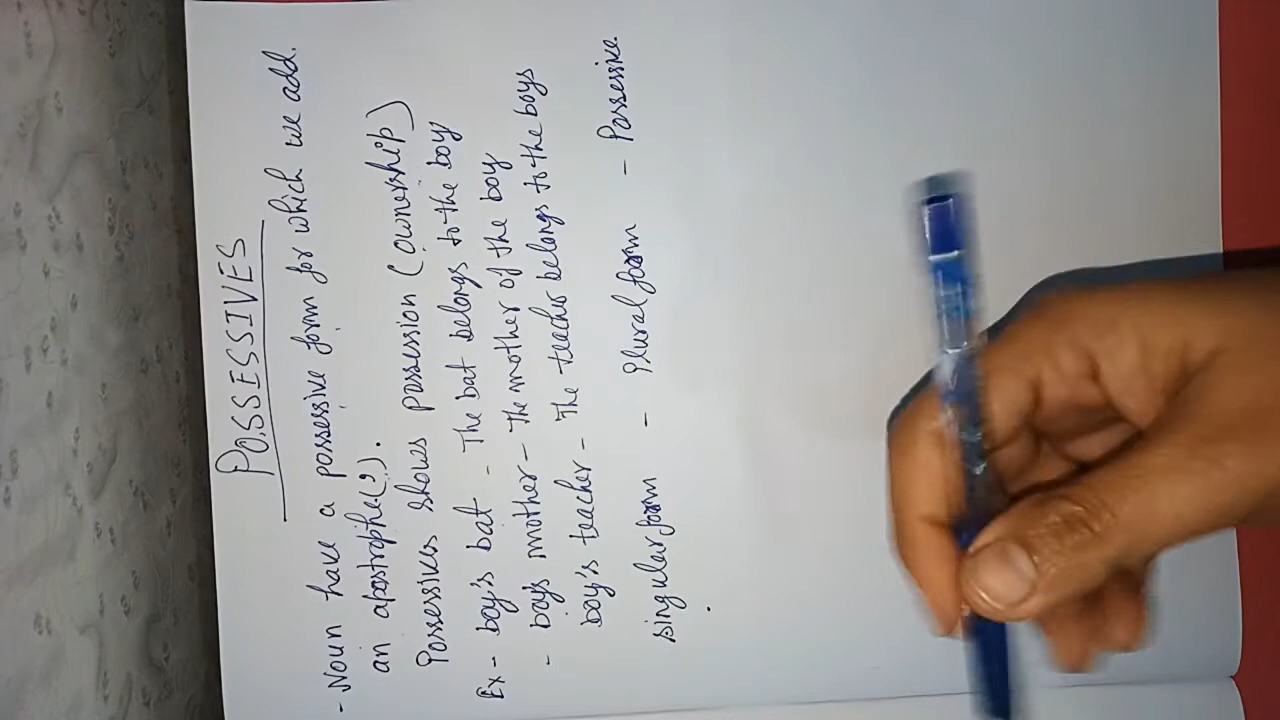 POSSESSIVES
- Noun have a possessive form for which we add.
an apostrophe(').
Possessives shows possession (ownership)
Ex - boy's bat - The bat belongs to the boy
- boy's mother - The mother of the boy
boy's teacher - The teacher belongs to the boys
singular form - Plural form - Possessive.